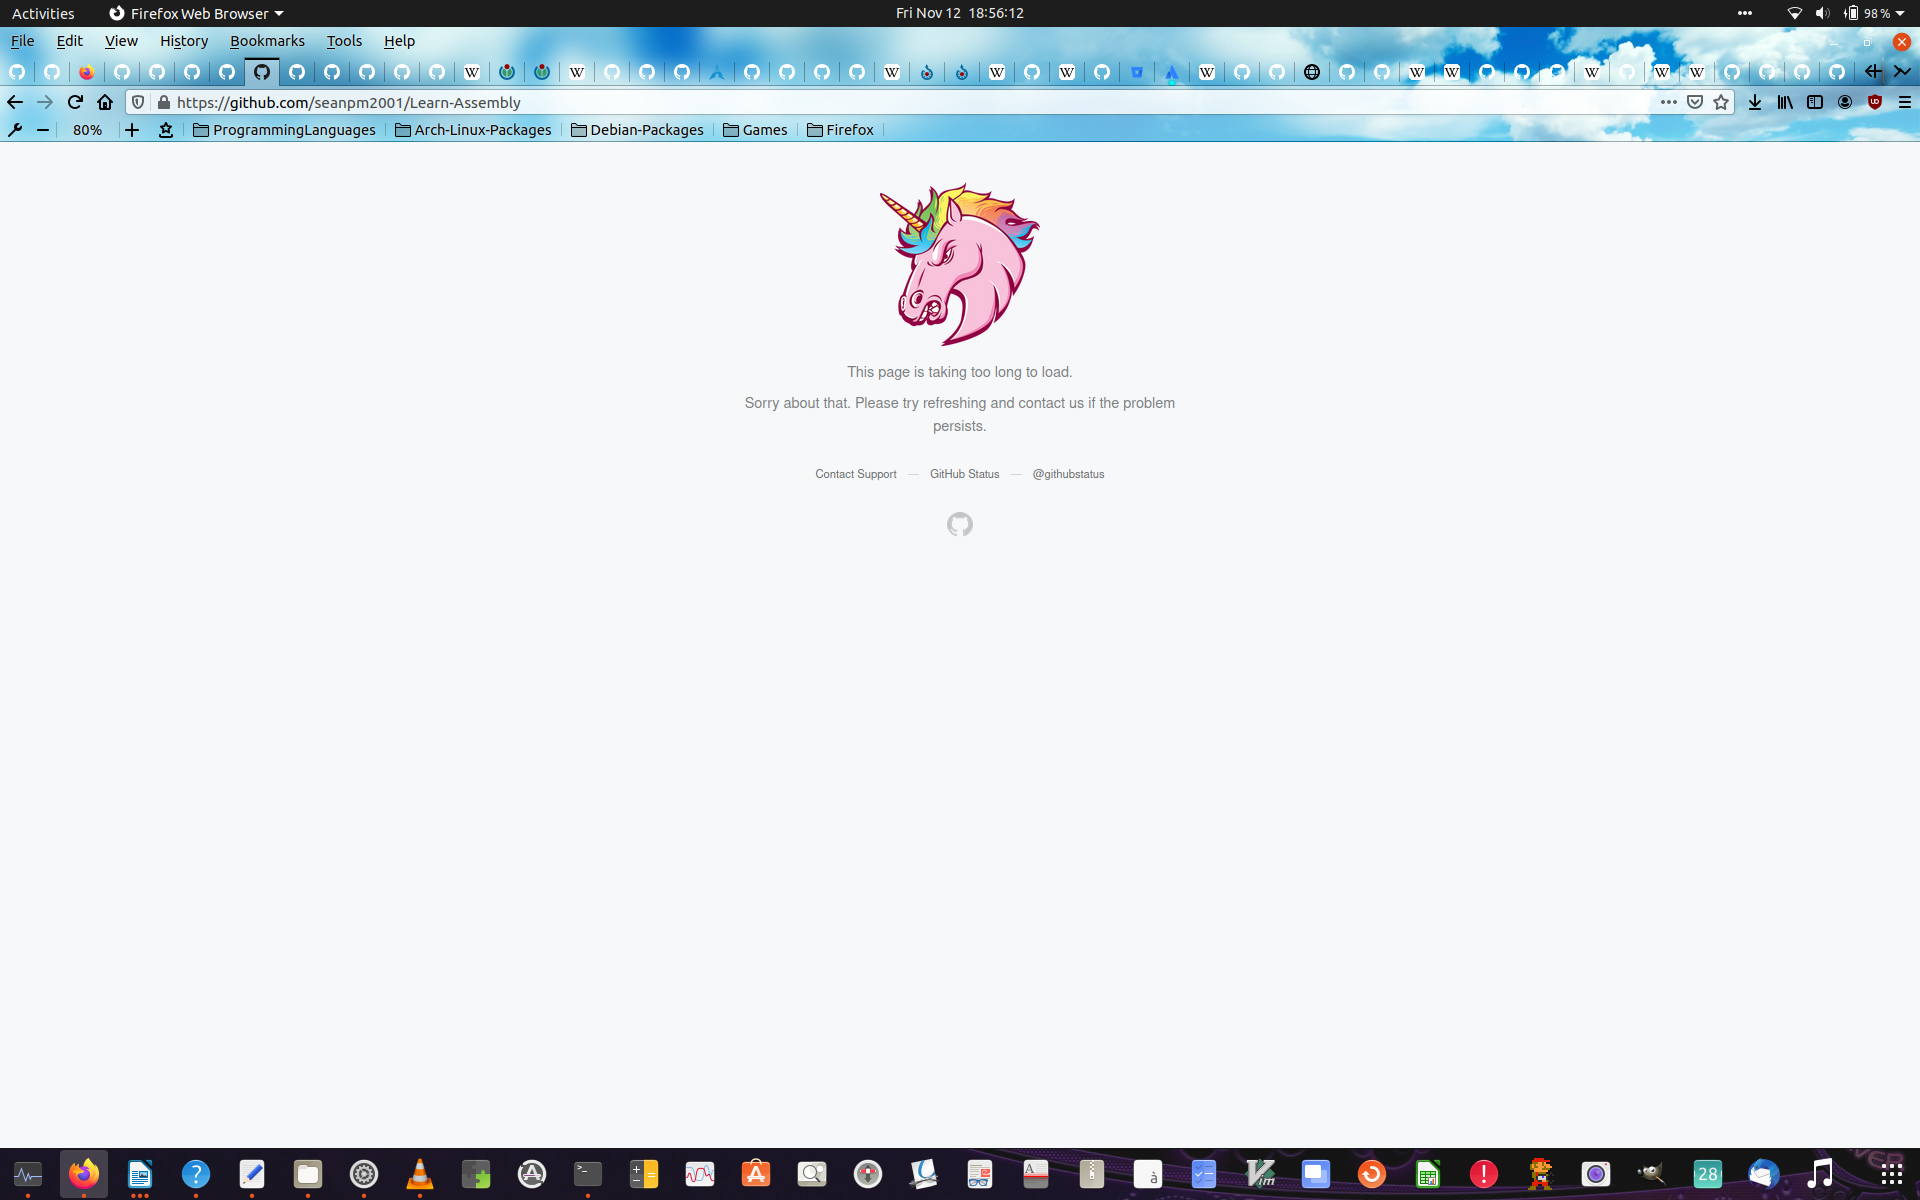 Activities
Firefox Web Browser
Fri Nov 12 18:56:12
98 %
File Edit View History Bookmarks Tools Help
https://github.com/seanpm2001/Learn-Assembly
80%
ProgrammingLanguages
Arch-Linux-Packages
Debian-Packages
Games
Firefox
This page is taking too long to load.
Sorry about that. Please try refreshing and contact us if the problem
persists.
Contact Support — GitHub Status — @githubstatus
28